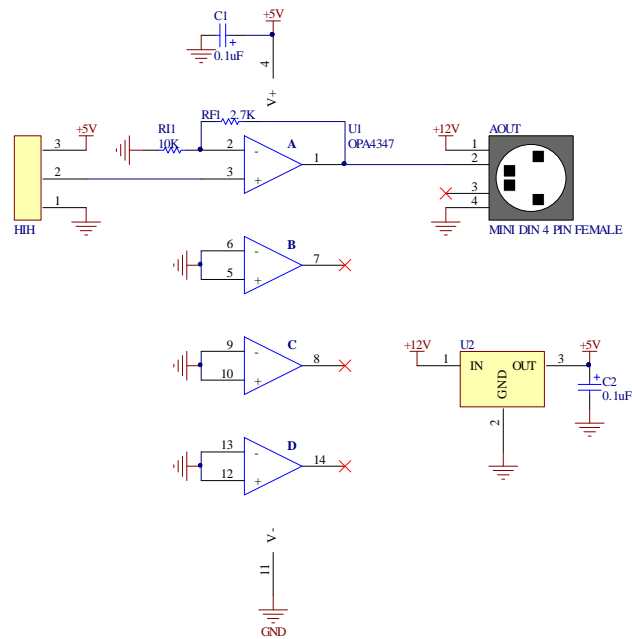 C1
+5V
0.1uF
+
4
V+
RF1 2.7K
U1
OPA4347
RI1
10K
A
2
-
3
+
1
+5V
3
2
1
HIH
+12V
AOUT
1
2
3
4
MINI DIN 4 PIN FEMALE
B
6
-
5
+
7
C
9
-
10
+
8
+12V
U2
1
IN OUT
GND
3
2
+5V
+
C2
0.1uF
D
13
-
12
+
14
V-
11
GND